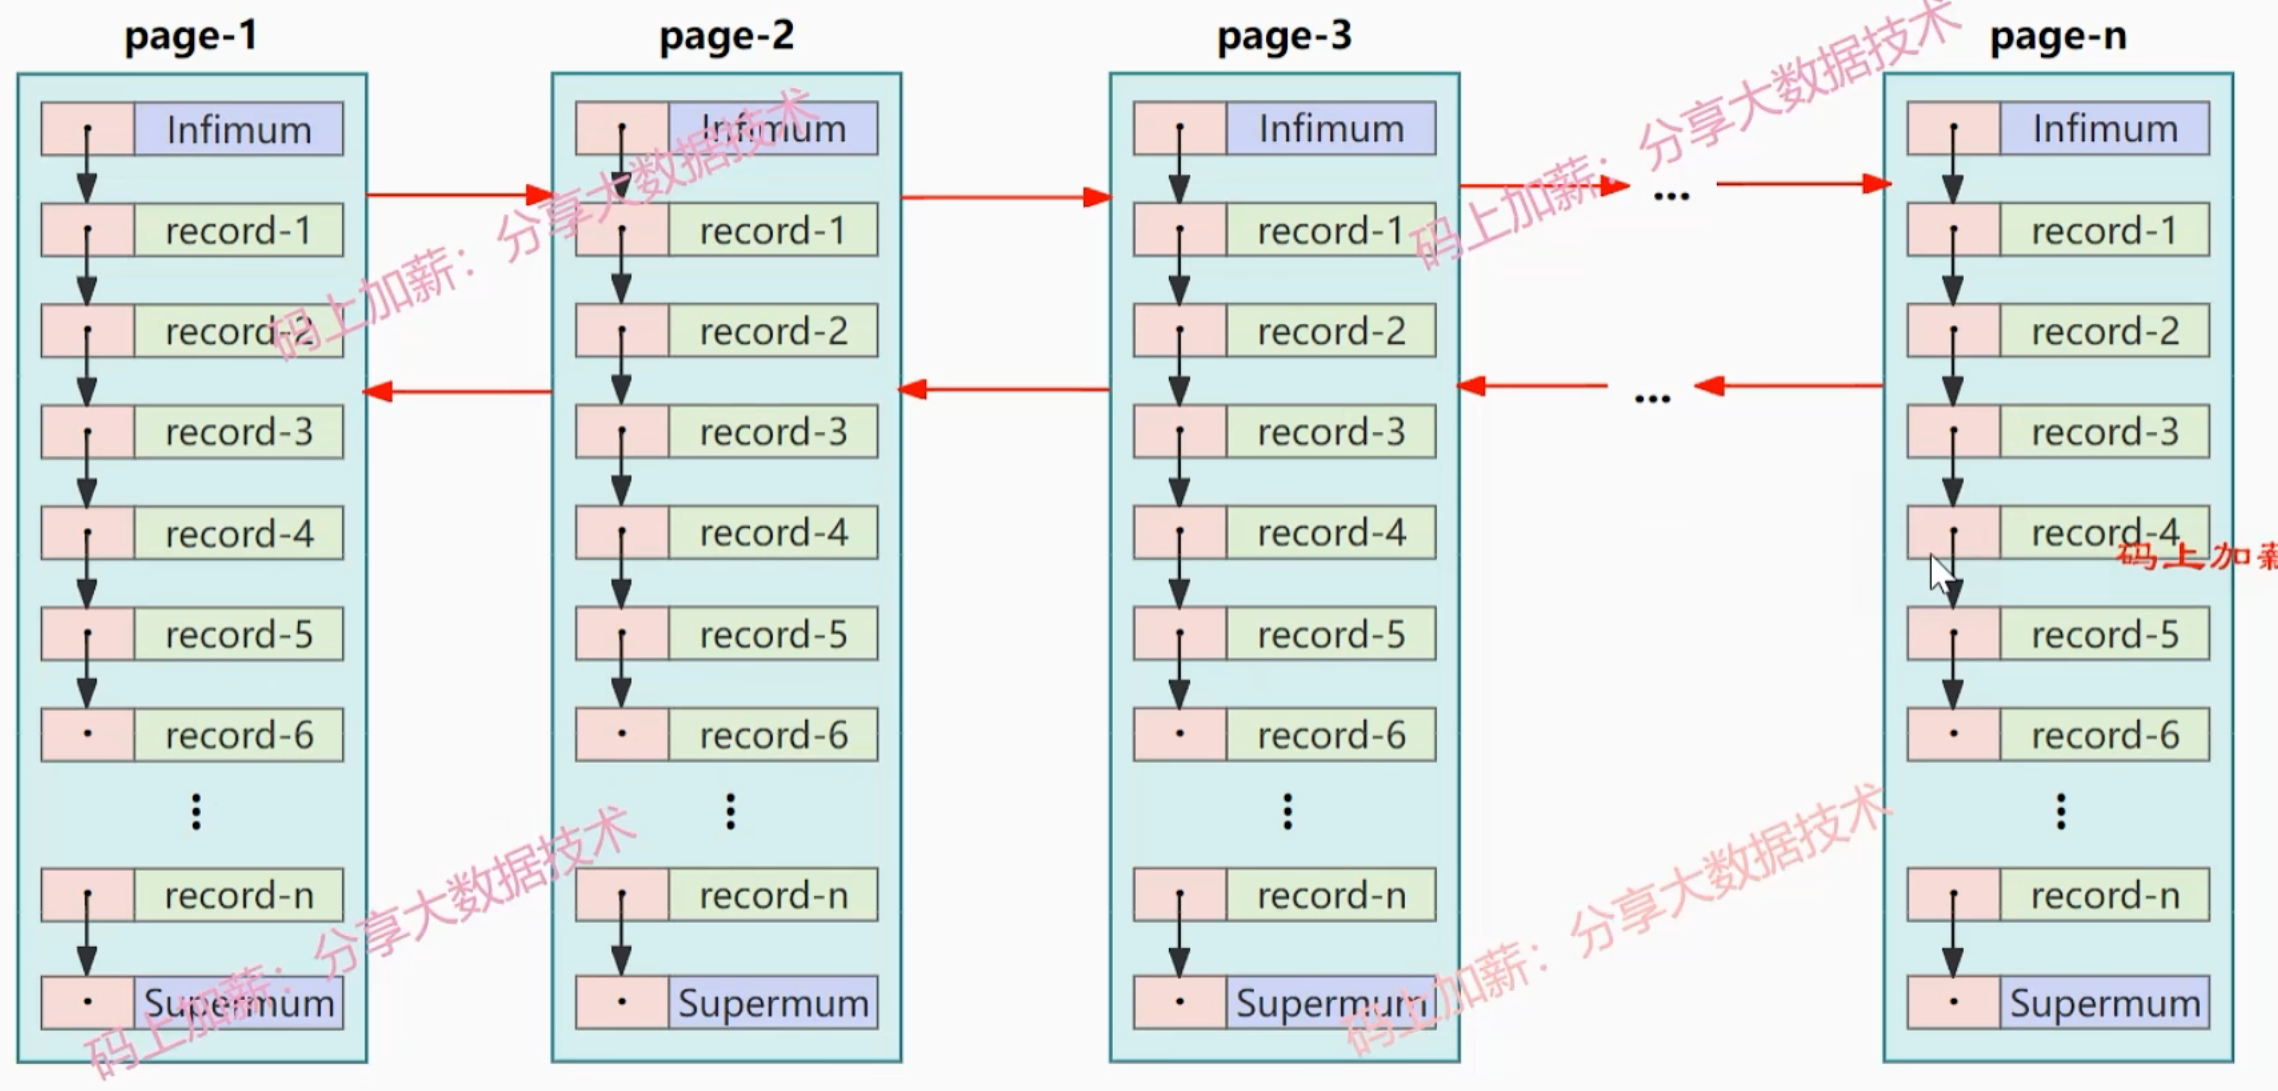 page-1
Infimum
record-1
record-2
record-3
record-4
record-5
record-6
record-n
Supermum
page-2
Infimum
record-1
record-2
record-3
record-4
record-5
record-6
record-n
Supermum
page-3
Infimum
record-1
record-2
record-3
record-4
record-5
record-6
record-n
Supermum
...
...
page-n
Infimum
record-1
record-2
record-3
record-4
record-5
record-6
record-n
Supermum
码上加薪：分享大数据技术
码上加薪：分享大数据技术
码上加薪：分享大数据技术
码上加薪：分享大数据技术
码上加